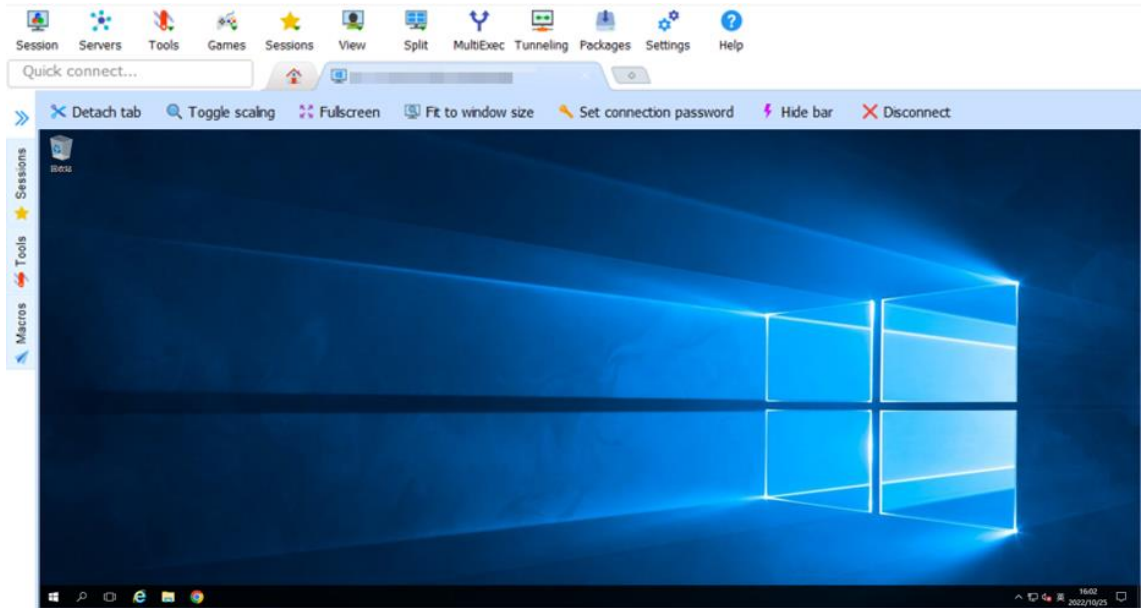 Session Servers Tools Games Sessions View Split MultiExec Tunneling Packages Settings Help
Quick connect...
Detach tab Toggle scaling Fullscreen Fit to window size Set connection password Hide bar Disconnect
Sessions
Tools
Macros
英 16:02
2022/10/25